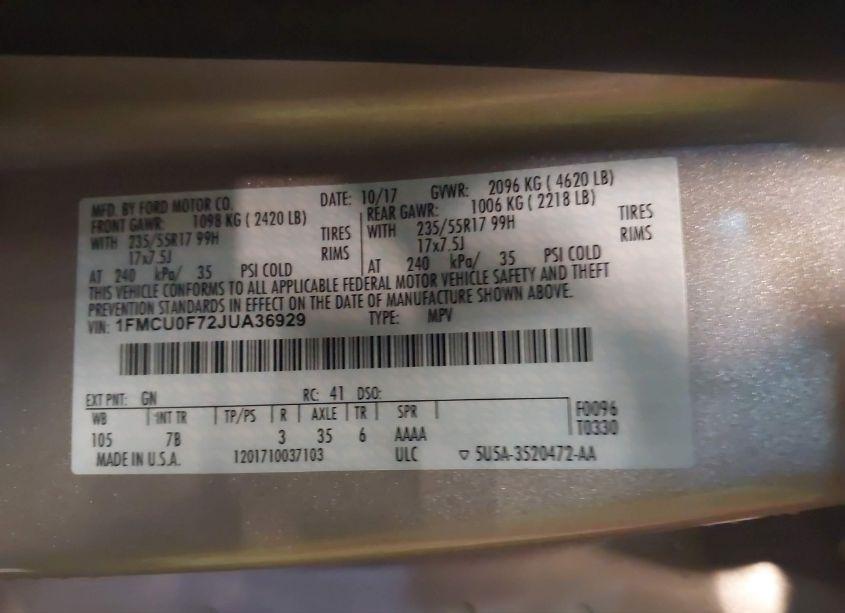 MFD. BY FORD MOTOR CO. DATE: 10/17 GVWR: 2096 KG ( 4620 LB)
FRONT GAWR: 1098 KG ( 2420 LB) REAR GAWR: 1006 KG ( 2218 LB)
WITH 235/55R17 99H TIRES WITH 235/55R17 99H TIRES
17x7.5J RIMS 17x7.5J RIMS
AT 240 kPa/ 35 PSI COLD AT 240 kPa/ 35 PSI COLD
THIS VEHICLE CONFORMS TO ALL APPLICABLE FEDERAL MOTOR VEHICLE SAFETY AND THEFT
PREVENTION STANDARDS IN EFFECT ON THE DATE OF MANUFACTURE SHOWN ABOVE.
VIN: 1FMCU0F72JUA36929 TYPE: MPV
EXT PNT: GN RC: 41 DSO:
WB INT TR TP/PS R AXLE TR SPR F0096
105 7B 3 35 6 AAAA T0330
MADE IN U.S.A. 1201710037103 ULC ▽ 5U5A-3520472-AA